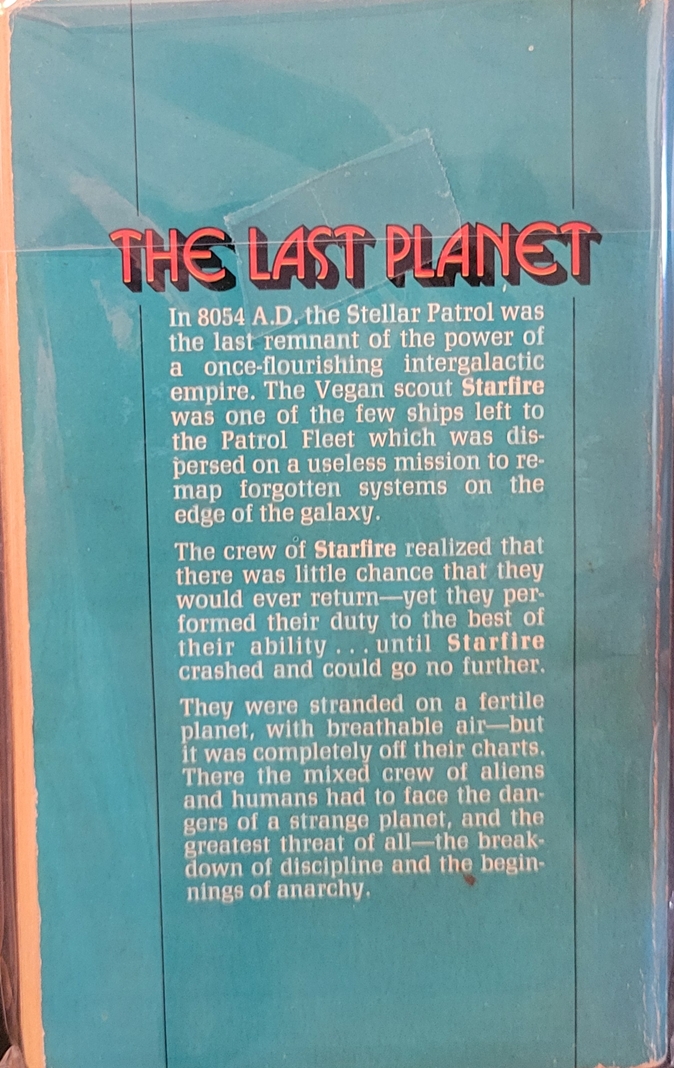 THE LAST PLANET
In 8054 A.D. the Stellar Patrol was
the last remnant of the power of
a once-flourishing intergalactic
empire. The Vegan scout Starfire
was one of the few ships left to
the Patrol Fleet which was dis-
persed on a useless mission to re-
map forgotten systems on the
edge of the galaxy.
The crew of Starfire realized that
there was little chance that they
would ever return—yet they per-
formed their duty to the best of
their ability . . . until Starfire
crashed and could go no further.
They were stranded on a fertile
planet, with breathable air—but
it was completely off their charts.
There the mixed crew of aliens
and humans had to face the dan-
gers of a strange planet, and the
greatest threat of all—the break-
down of discipline and the begin-
nings of anarchy.